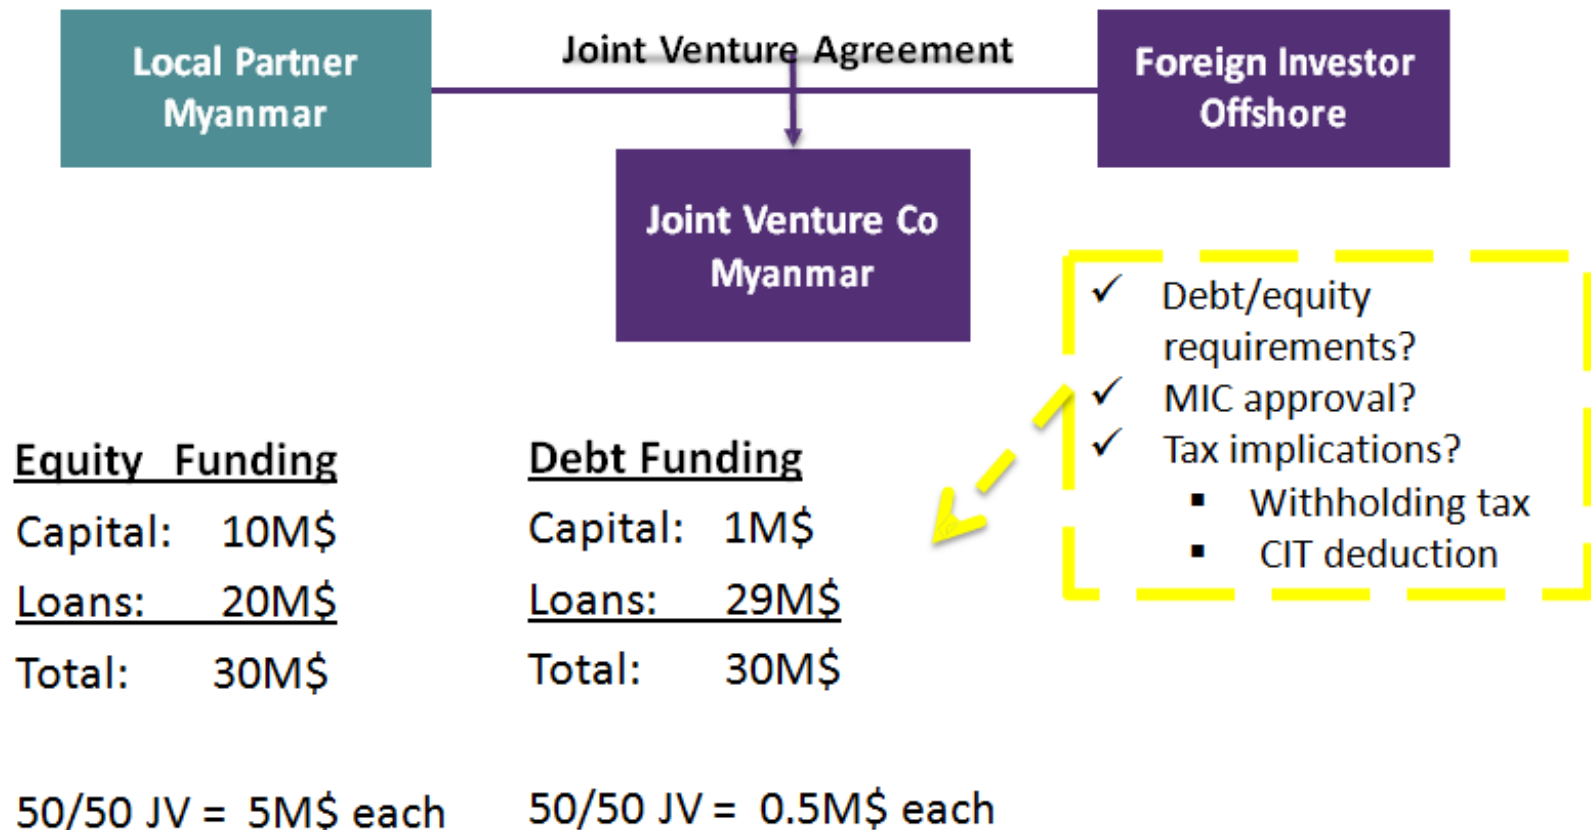 Local Partner
Myanmar
Joint Venture Agreement
Foreign Investor
Offshore
Joint Venture Co
Myanmar
✓ Debt/equity
requirements?
✓ MIC approval?
✓ Tax implications?
▪ Withholding tax
▪ CIT deduction
Equity Funding
Capital: 10M$
Loans: 20M$
Total: 30M$
50/50 JV = 5M$ each
Debt Funding
Capital: 1M$
Loans: 29M$
Total: 30M$
50/50 JV = 0.5M$ each